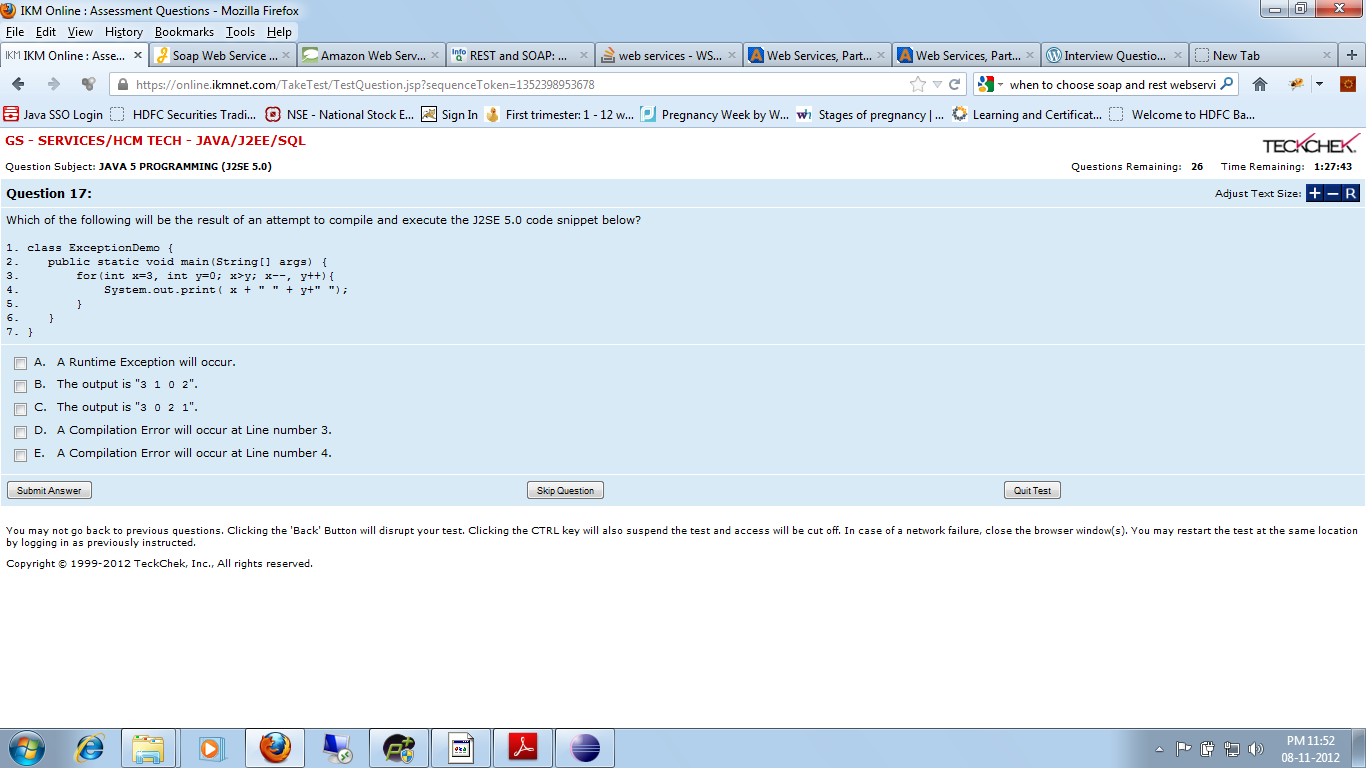 IKM Online : Assessment Questions - Mozilla Firefox
File Edit View History Bookmarks Tools Help
IKM IKM Online : Asse... Soap Web Service ... Amazon Web Serv... Info Q REST and SOAP: ... web services - WS... Web Services, Part... Web Services, Part... Interview Questio... New Tab
https://online.ikmnet.com/TakeTest/TestQuestion.jsp?sequenceToken=1352398953678 when to choose soap and rest webservi
Java SSO Login HDFC Securities Tradi... NSE - National Stock E... Sign In First trimester: 1 - 12 w... Pregnancy Week by W... Stages of pregnancy | ... Learning and Certificat... Welcome to HDFC Ba...
GS - SERVICES/HCM TECH - JAVA/J2EE/SQL
TECKCHEK.
Question Subject: JAVA 5 PROGRAMMING (J2SE 5.0) Questions Remaining: 26 Time Remaining: 1:27:43
Question 17: Adjust Text Size: + − R
Which of the following will be the result of an attempt to compile and execute the J2SE 5.0 code snippet below?
1. class ExceptionDemo {
2. public static void main(String[] args) {
3. for(int x=3, int y=0; x>y; x--, y++){
4. System.out.print( x + " " + y+" ");
5. }
6. }
7. }
A. A Runtime Exception will occur.
B. The output is "3 1 0 2".
C. The output is "3 0 2 1".
D. A Compilation Error will occur at Line number 3.
E. A Compilation Error will occur at Line number 4.
Submit Answer Skip Question Quit Test
You may not go back to previous questions. Clicking the 'Back' Button will disrupt your test. Clicking the CTRL key will also suspend the test and access will be cut off. In case of a network failure, close the browser window(s). You may restart the test at the same location
by logging in as previously instructed.
Copyright © 1999-2012 TeckChek, Inc., All rights reserved.
PM 11:52
08-11-2012